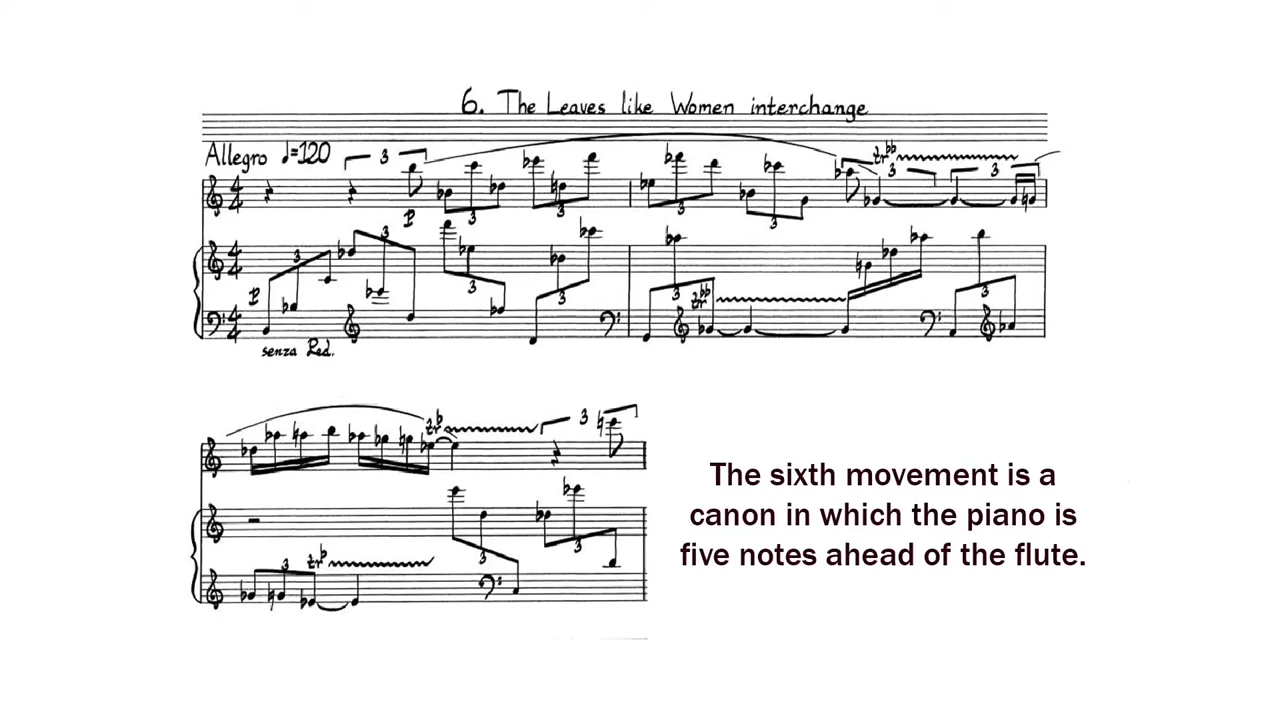 6. The Leaves like Women interchange
Allegro ♩=120
senza Ped.
The sixth movement is a
canon in which the piano is
five notes ahead of the flute.